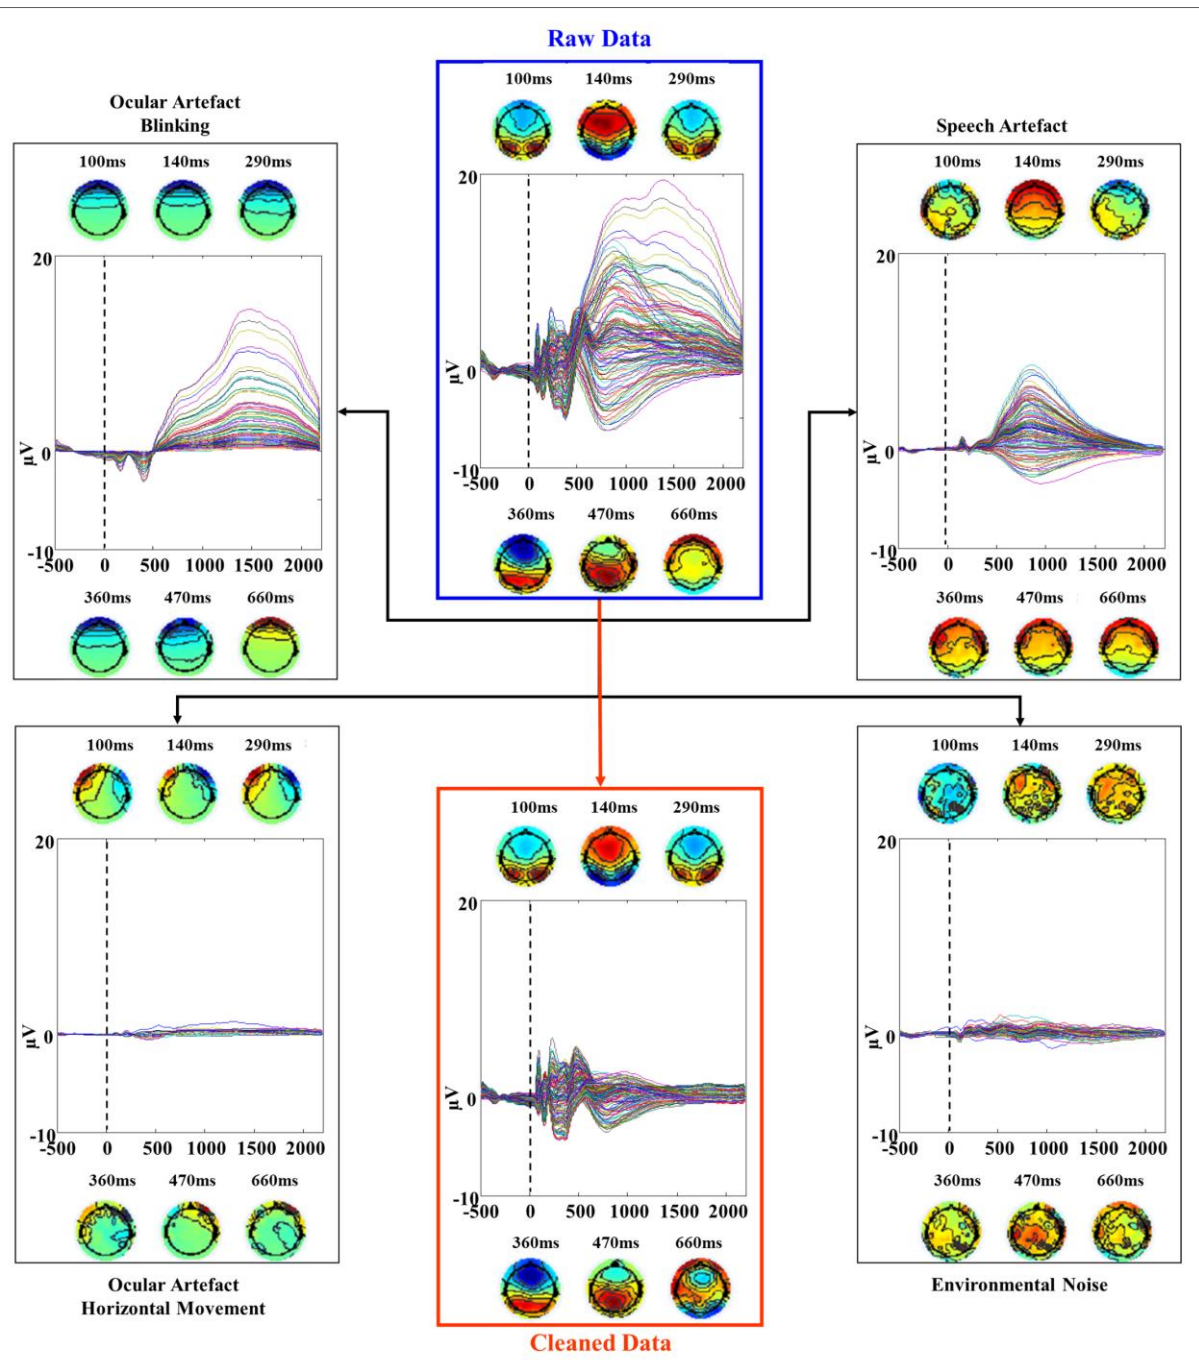 Raw Data
100ms 140ms 290ms
20
0
μV
-10
-500 0 500 1000 1500 2000
360ms 470ms 660ms
Ocular Artefact
Blinking
100ms 140ms 290ms
20
0
μV
-10
-500 0 500 1000 1500 2000
360ms 470ms 660ms
Speech Artefact
100ms 140ms 290ms
20
0
μV
-10
-500 0 500 1000 1500 2000
360ms 470ms 660ms
100ms 140ms 290ms
20
0
μV
-10
-500 0 500 1000 1500 2000
360ms 470ms 660ms
Ocular Artefact
Horizontal Movement
100ms 140ms 290ms
20
0
μV
-10
-500 0 500 1000 1500 2000
360ms 470ms 660ms
Cleaned Data
100ms 140ms 290ms
20
0
μV
-10
-500 0 500 1000 1500 2000
360ms 470ms 660ms
Environmental Noise